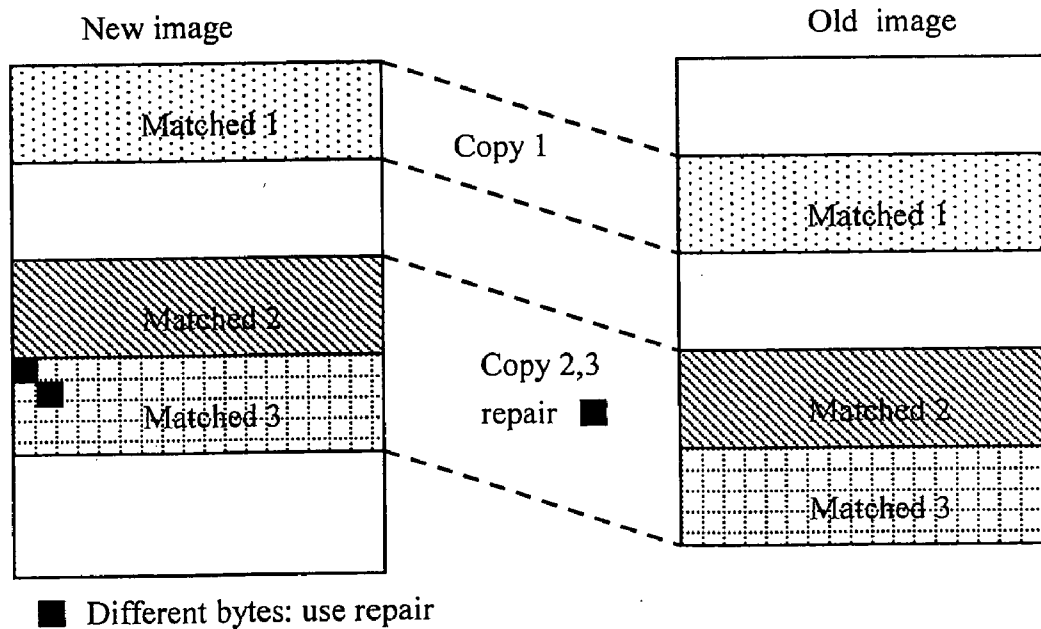 New image
Old image
Matched 1
Copy 1
Matched 1
Matched 2
Copy 2,3
repair
Matched 3
Matched 2
Matched 3
Different bytes: use repair